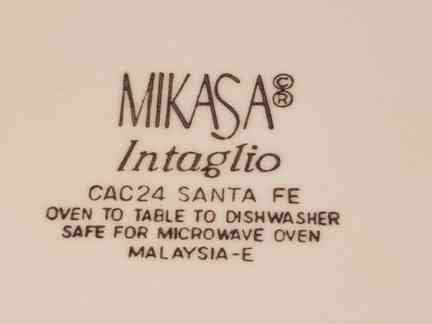 MIKASA©®
Intaglio
CAC24 SANTA FE
OVEN TO TABLE TO DISHWASHER
SAFE FOR MICROWAVE OVEN
MALAYSIA-E